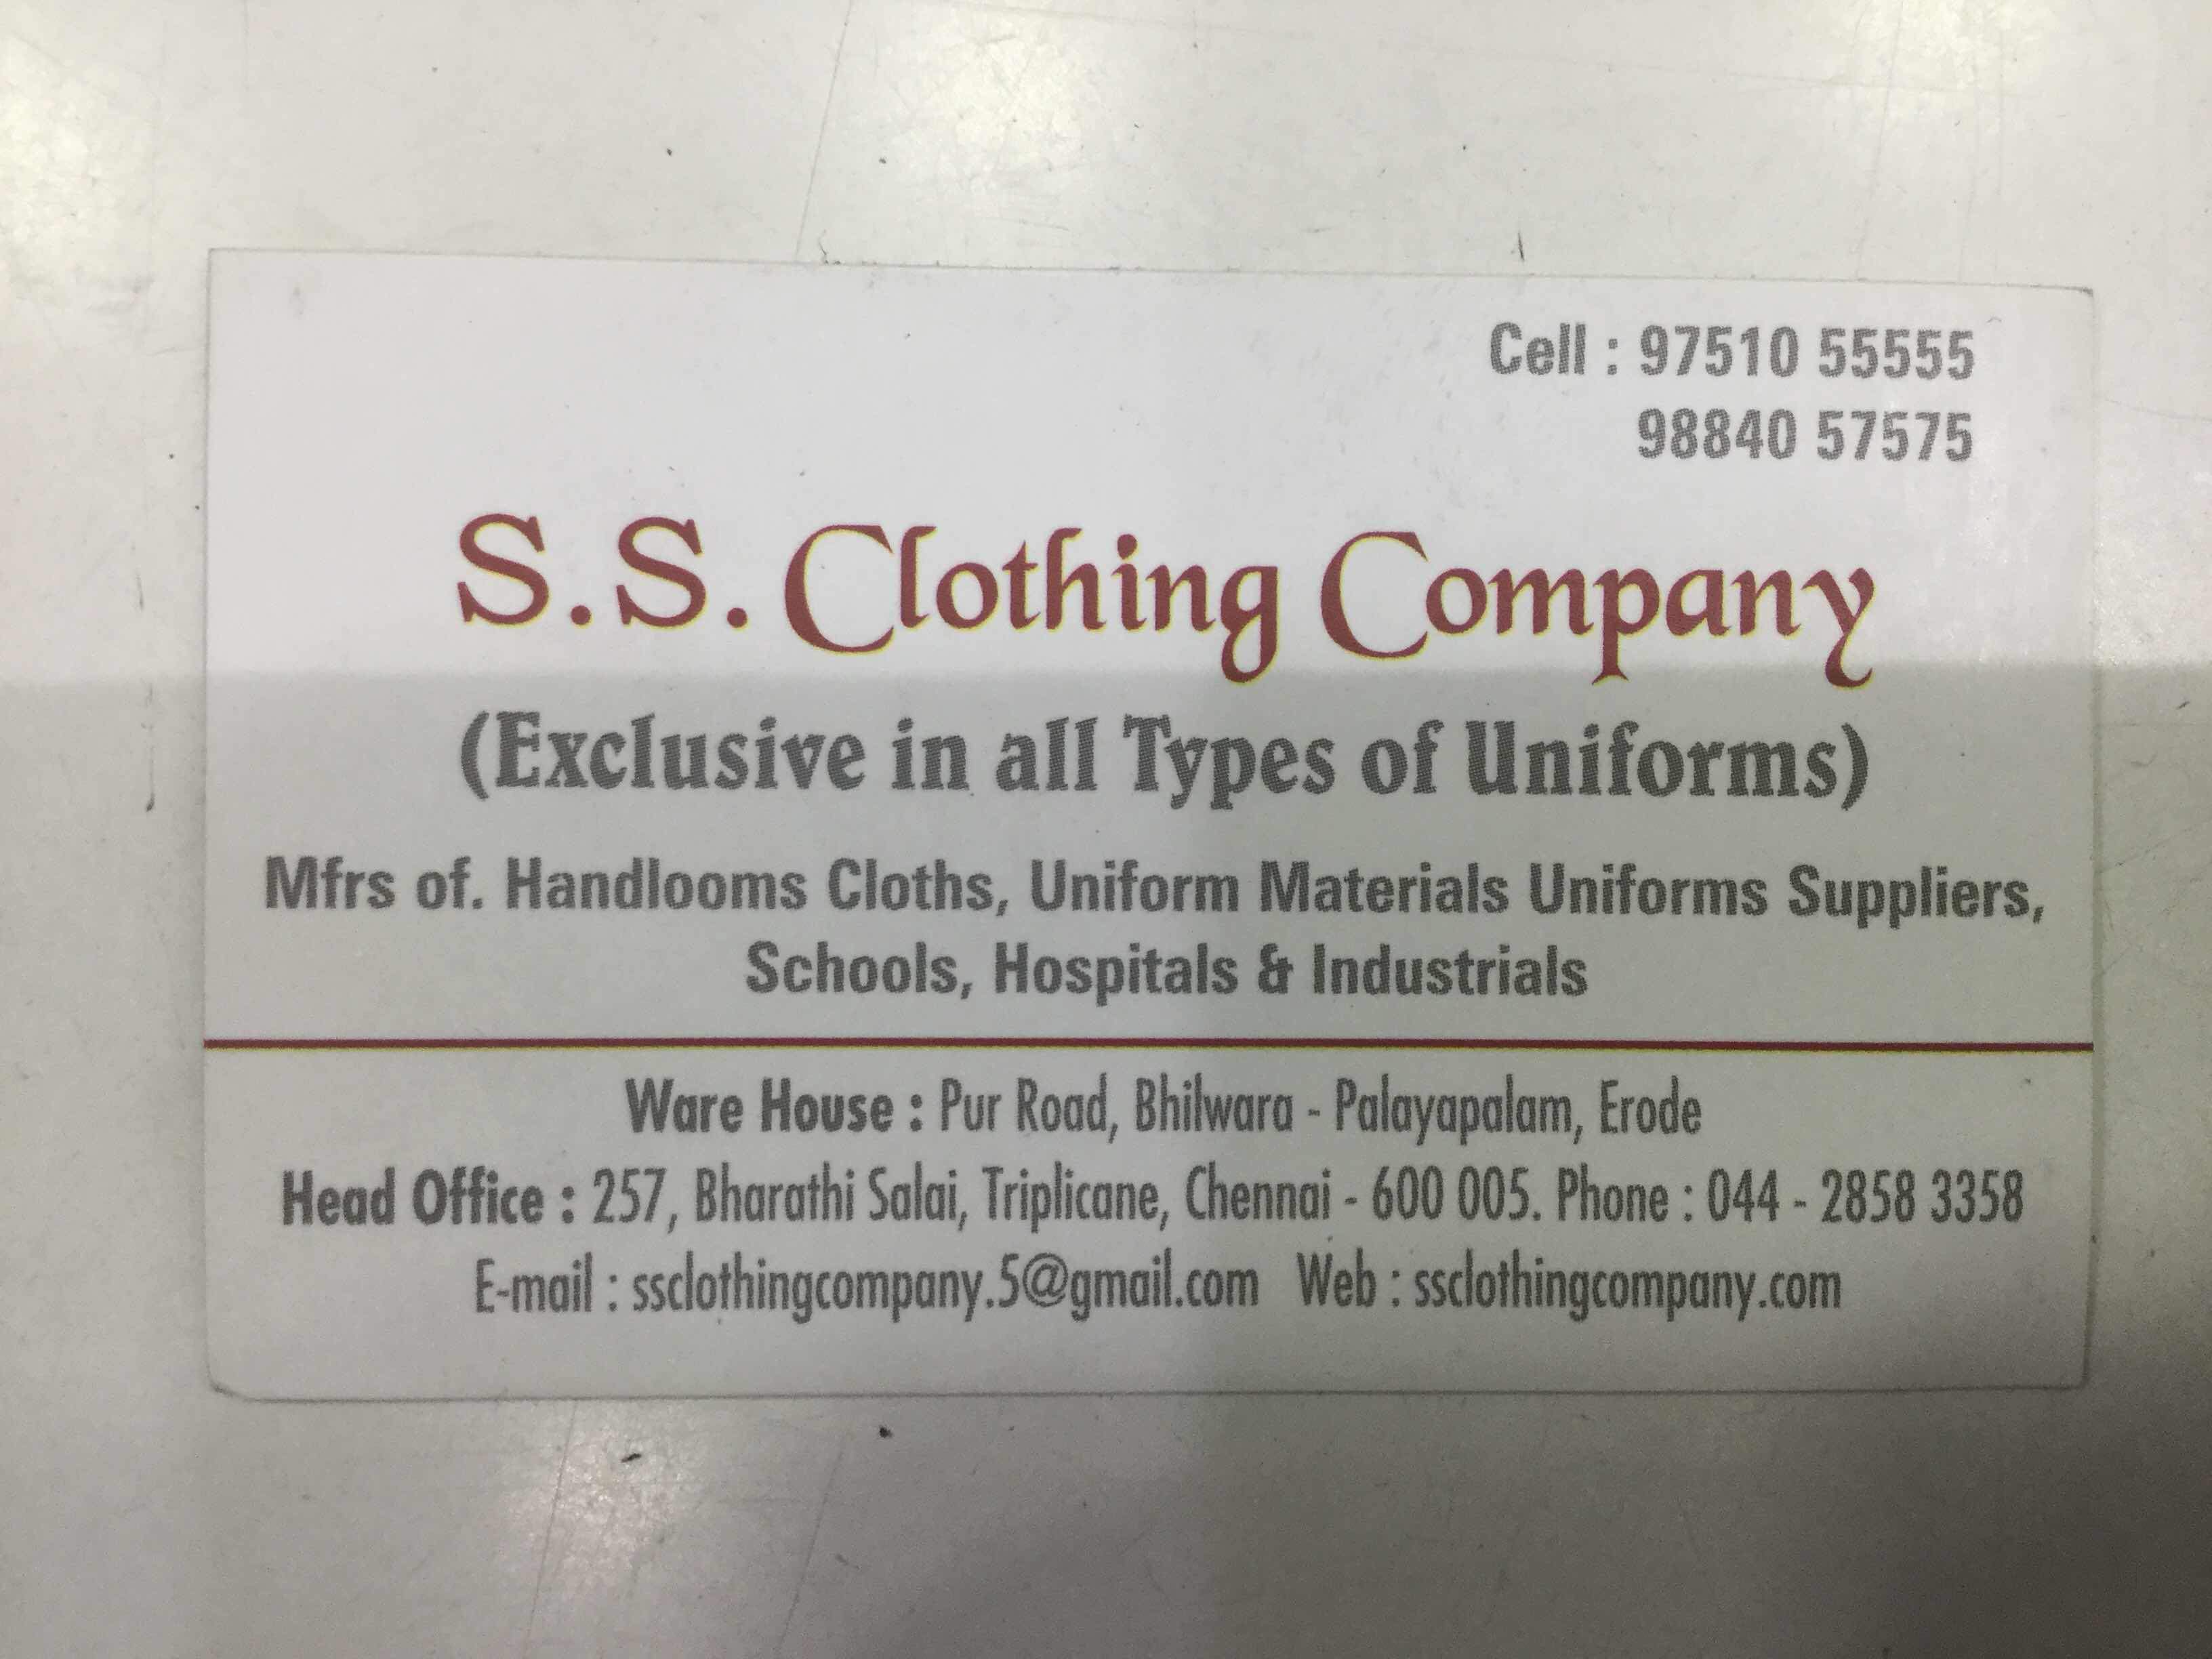 Cell : 97510 55555
98840 57575
S.S. Clothing Company
(Exclusive in all Types of Uniforms)
Mfrs of. Handlooms Cloths, Uniform Materials Uniforms Suppliers,
Schools, Hospitals & Industrials
Ware House : Pur Road, Bhilwara - Palayapalam, Erode
Head Office : 257, Bharathi Salai, Triplicane, Chennai - 600 005. Phone : 044 - 2858 3358
E-mail : ssclothingcompany.5@gmail.com Web : ssclothingcompany.com